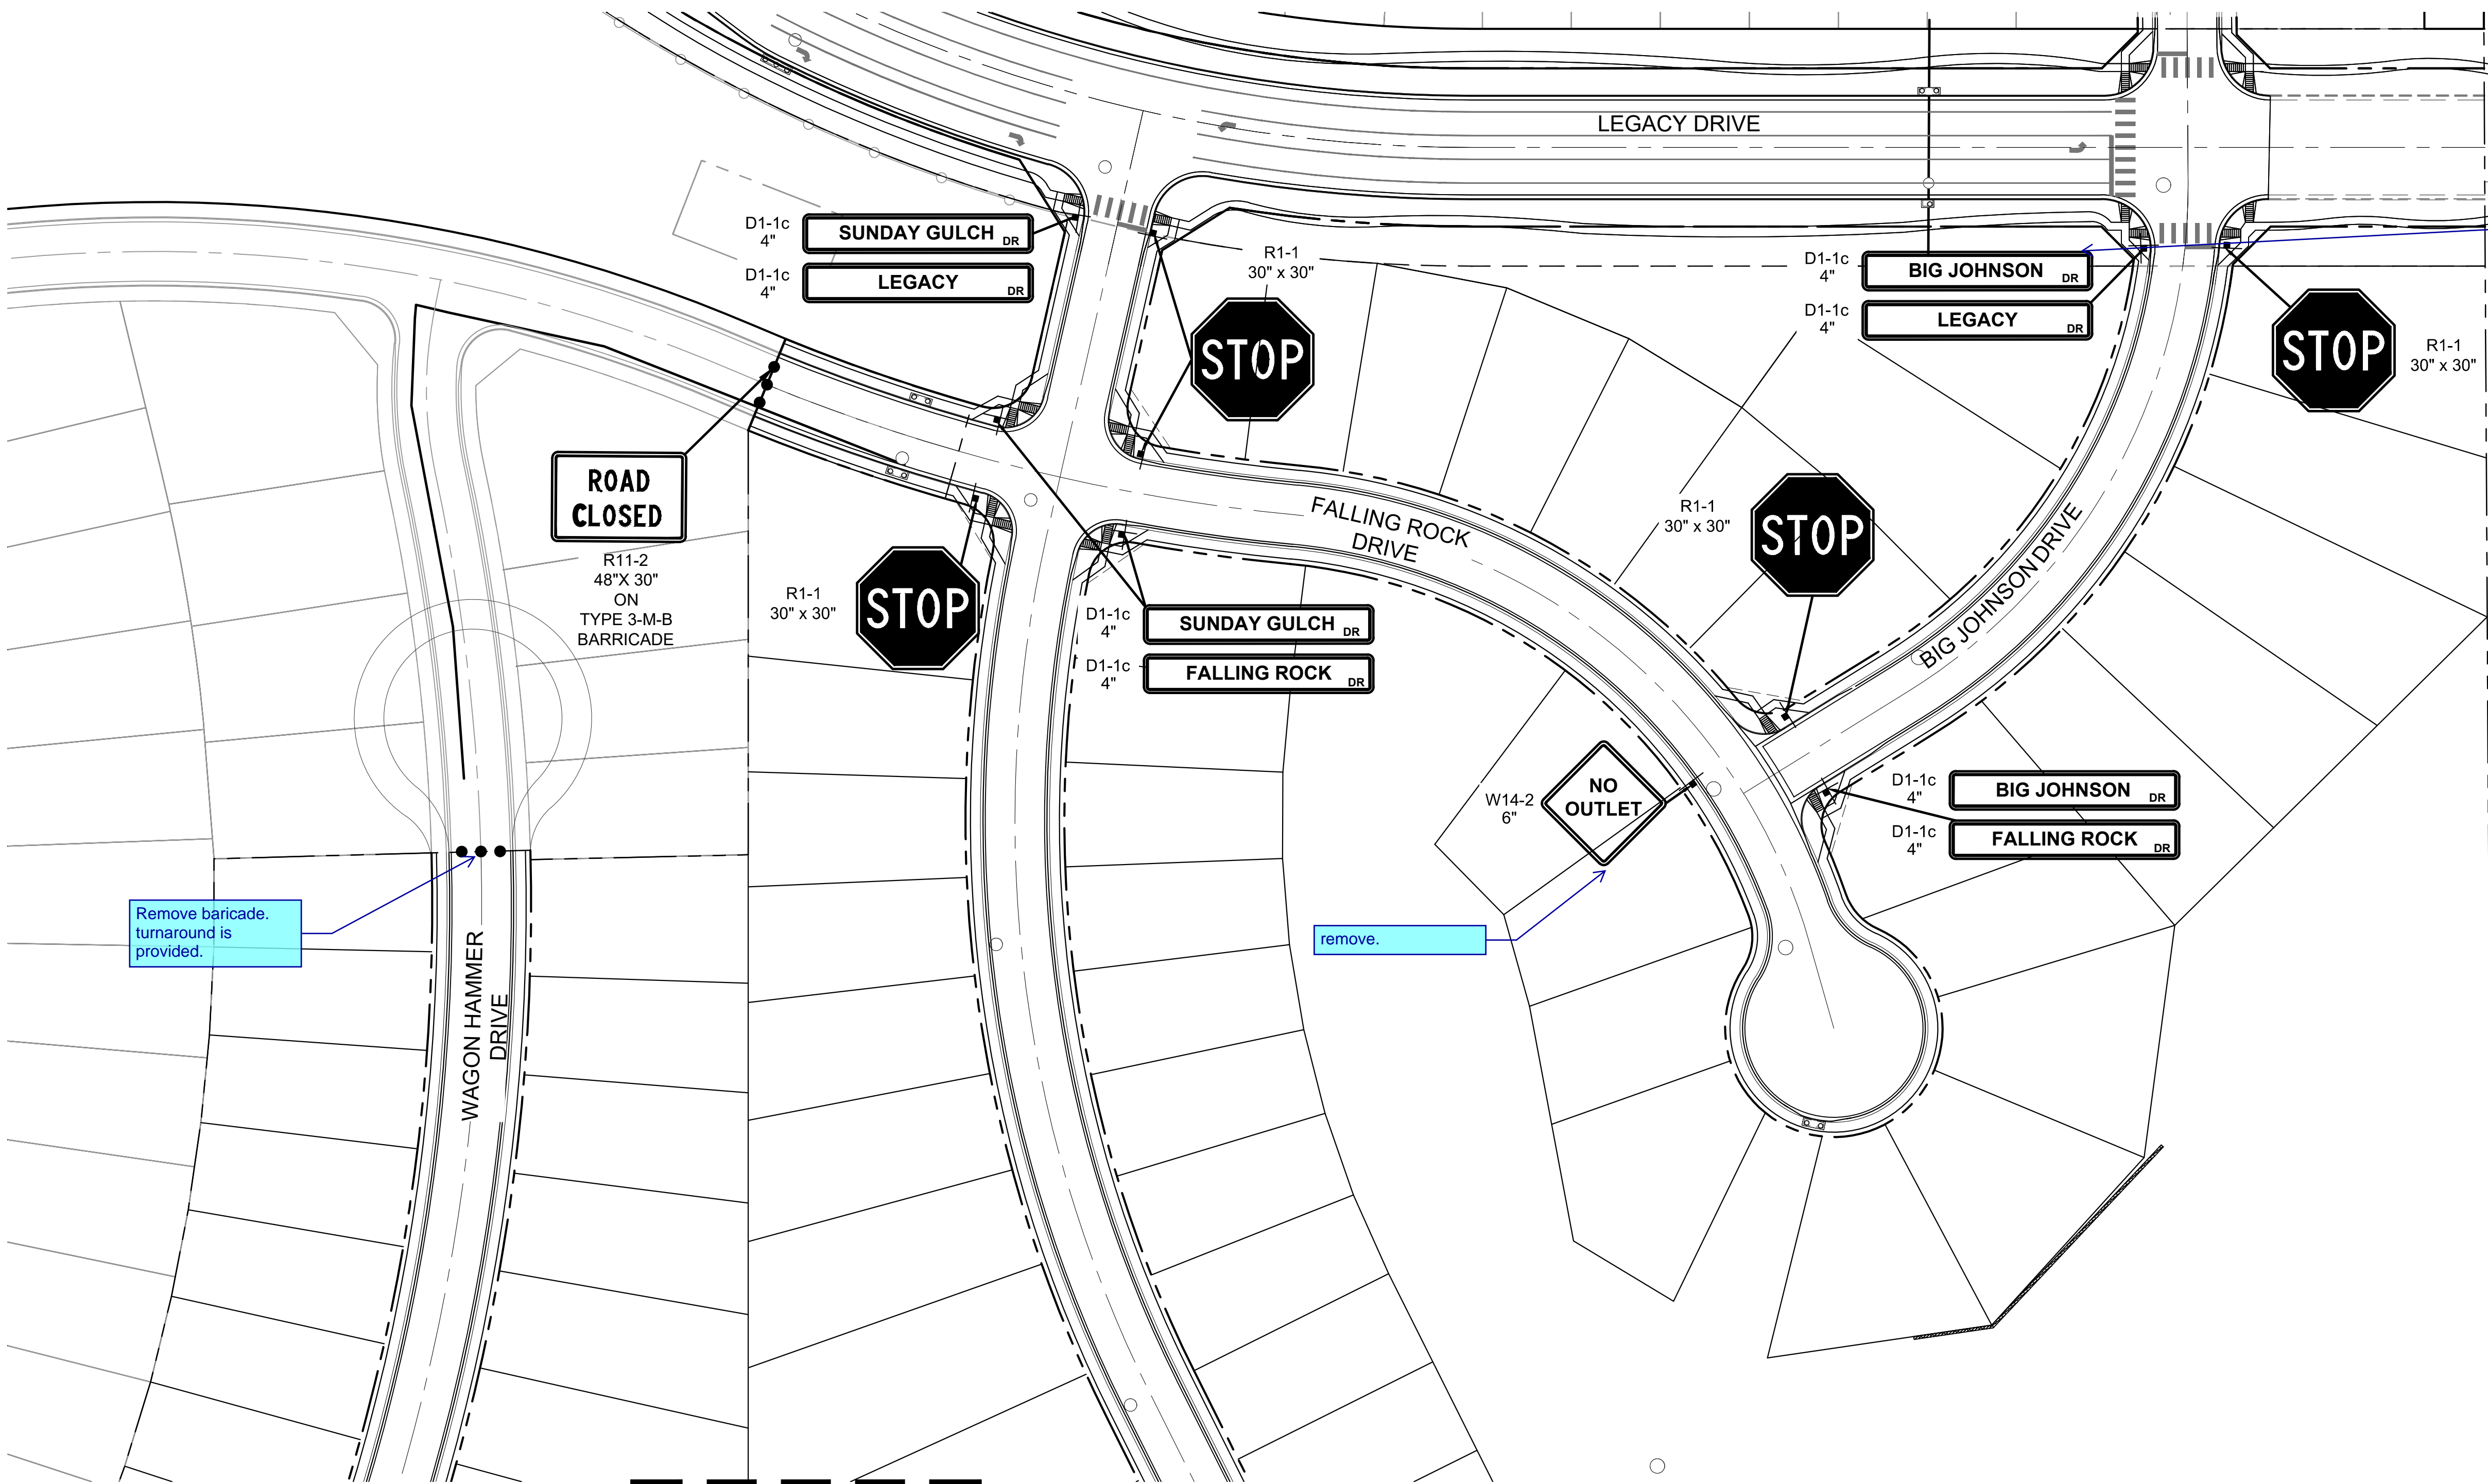 LEGACY DRIVE
D1-1c
4"
SUNDAY GULCH DR
D1-1c
4"
LEGACY DR
R1-1
30" x 30"
STOP
D1-1c
4"
BIG JOHNSON DR
D1-1c
4"
LEGACY DR
STOP
R1-1
30" x 30"
ROAD
CLOSED
R11-2
48"X 30"
ON
TYPE 3-M-B
BARRICADE
R1-1
30" x 30"
STOP
FALLING ROCK
DRIVE
R1-1
30" x 30"
STOP
BIG JOHNSON DRIVE
D1-1c
4"
SUNDAY GULCH DR
D1-1c
4"
FALLING ROCK DR
W14-2
6"
NO
OUTLET
D1-1c
4"
BIG JOHNSON DR
D1-1c
4"
FALLING ROCK DR
Remove baricade.
turnaround is
provided.
remove.
WAGON HAMMER
DRIVE